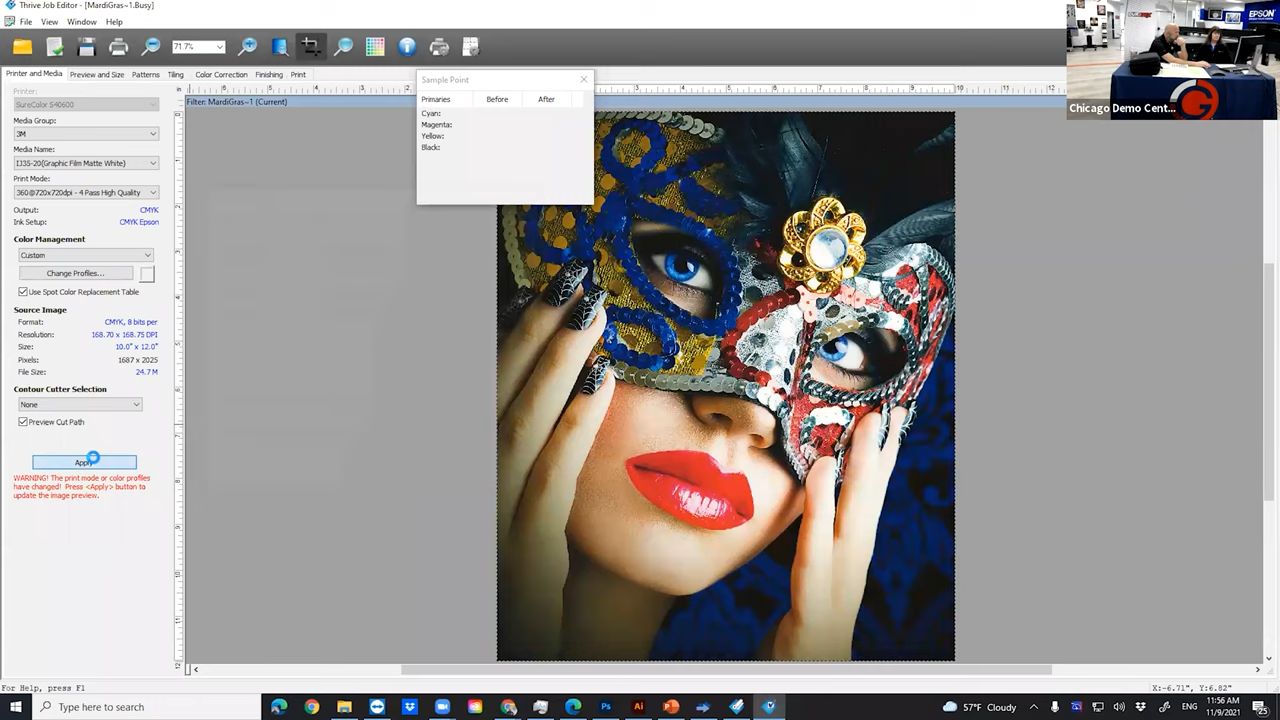 Thrive Job Editor - [MardiGras~1.Busy]
File View Window Help
71.7%
Printer and Media Preview and Size Patterns Tiling Color Correction Finishing Print
Printer:
SureColor S40600
Media Group:
3M
Media Name:
IJ35-20(Graphic Film Matte White)
Print Mode:
360@720x720dpi - 4 Pass High Quality
Output: CMYK
Ink Setup: CMYK Epson
Color Management
Custom
Change Profiles...
Use Spot Color Replacement Table
Source Image
Format: CMYK, 8 bits per
Resolution: 168.70 x 168.75 DPI
Size: 10.0" x 12.0"
Pixels: 1687 x 2025
File Size: 24.7 M
Contour Cutter Selection
None
Preview Cut Path
Apply
WARNING! The print mode or color profiles
have changed! Press <Apply> button to
update the image preview.
Filter: MardiGras~1 (Current)
Sample Point
Primaries Before After
Cyan:
Magenta:
Yellow:
Black:
EPSON
Chicago Demo Cent...
For Help, press F1
X:-6.71", Y:6.82"
Type here to search
57°F Cloudy
11:56 AM
11/9/2021
25